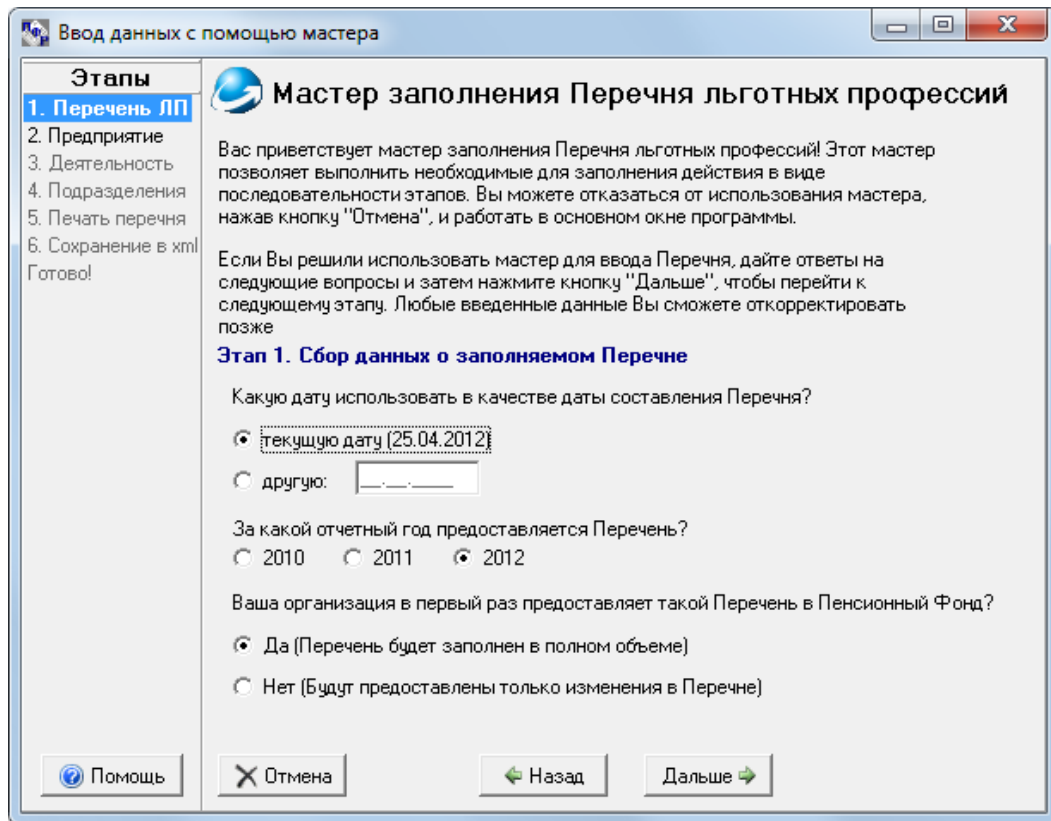 Ввод данных с помощью мастера
Этапы
1. Перечень ЛП
2. Предприятие
3. Деятельность
4. Подразделения
5. Печать перечня
6. Сохранение в xml
Готово!
Мастер заполнения Перечня льготных профессий
Вас приветствует мастер заполнения Перечня льготных профессий! Этот мастер
позволяет выполнить необходимые для заполнения действия в виде
последовательности этапов. Вы можете отказаться от использования мастера,
нажав кнопку "Отмена", и работать в основном окне программы.
Если Вы решили использовать мастер для ввода Перечня, дайте ответы на
следующие вопросы и затем нажмите кнопку "Дальше", чтобы перейти к
следующему этапу. Любые введенные данные Вы сможете откорректировать
позже
Этап 1. Сбор данных о заполняемом Перечне
Какую дату использовать в качестве даты составления Перечня?
текущую дату (25.04.2012)
другую: __.__.____
За какой отчетный год предоставляется Перечень?
2010 2011 2012
Ваша организация в первый раз предоставляет такой Перечень в Пенсионный Фонд?
Да (Перечень будет заполнен в полном объеме)
Нет (Будут предоставлены только изменения в Перечне)
Помощь Отмена Назад Дальше